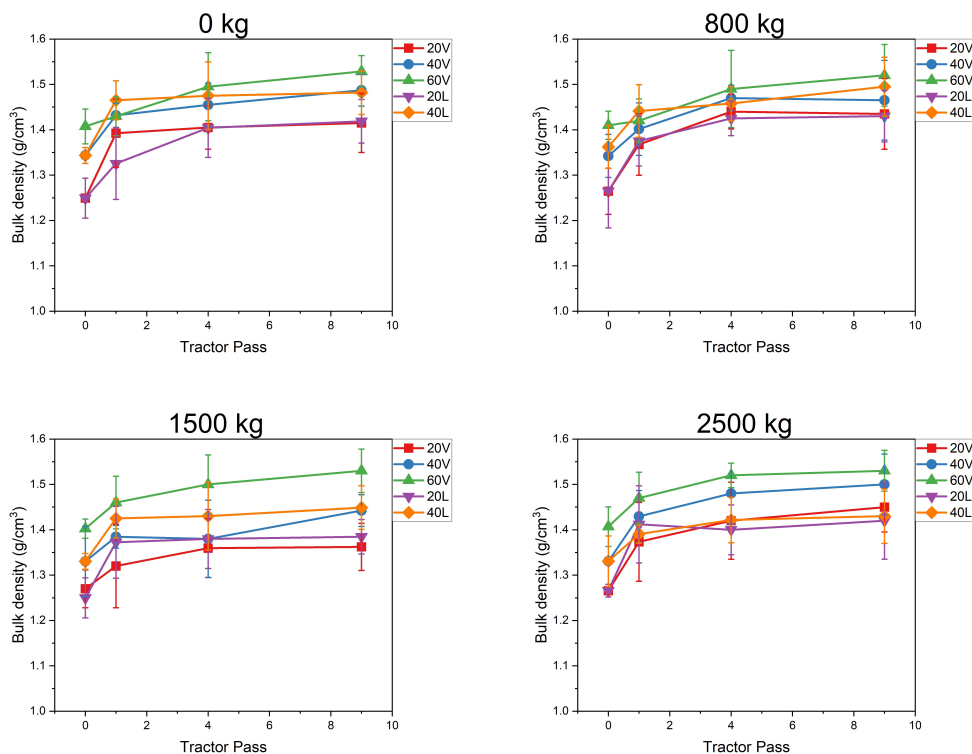 0 kg
1.6
1.5
1.4
1.3
1.2
1.1
1.0
0 2 4 6 8 10
Bulk density (g/cm³)
Tractor Pass
20V
40V
60V
20L
40L
800 kg
1.6
1.5
1.4
1.3
1.2
1.1
1.0
0 2 4 6 8 10
Bulk density (g/cm³)
Tractor Pass
20V
40V
60V
20L
40L
1500 kg
1.6
1.5
1.4
1.3
1.2
1.1
1.0
0 2 4 6 8 10
Bulk density (g/cm³)
Tractor Pass
20V
40V
60V
20L
40L
2500 kg
1.6
1.5
1.4
1.3
1.2
1.1
1.0
0 2 4 6 8 10
Bulk density (g/cm³)
Tractor Pass
20V
40V
60V
20L
40L